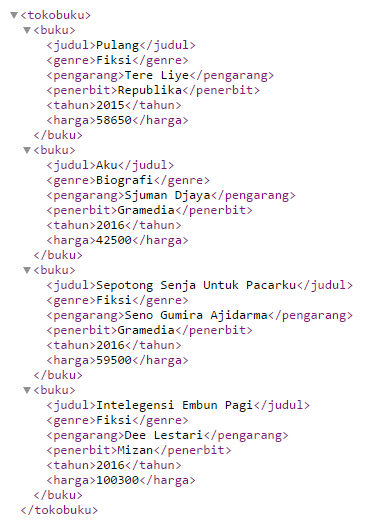 <tokobuku>
<buku>
<judul>Pulang</judul>
<genre>Fiksi</genre>
<pengarang>Tere Liye</pengarang>
<penerbit>Republika</penerbit>
<tahun>2015</tahun>
<harga>58650</harga>
</buku>
<buku>
<judul>Aku</judul>
<genre>Biografi</genre>
<pengarang>Sjuman Djaya</pengarang>
<penerbit>Gramedia</penerbit>
<tahun>2016</tahun>
<harga>42500</harga>
</buku>
<buku>
<judul>Sepotong Senja Untuk Pacarku</judul>
<genre>Fiksi</genre>
<pengarang>Seno Gumira Ajidarma</pengarang>
<penerbit>Gramedia</penerbit>
<tahun>2016</tahun>
<harga>59500</harga>
</buku>
<buku>
<judul>Intelegensi Embun Pagi</judul>
<genre>Fiksi</genre>
<pengarang>Dee Lestari</pengarang>
<penerbit>Mizan</penerbit>
<tahun>2016</tahun>
<harga>100300</harga>
</buku>
</tokobuku>